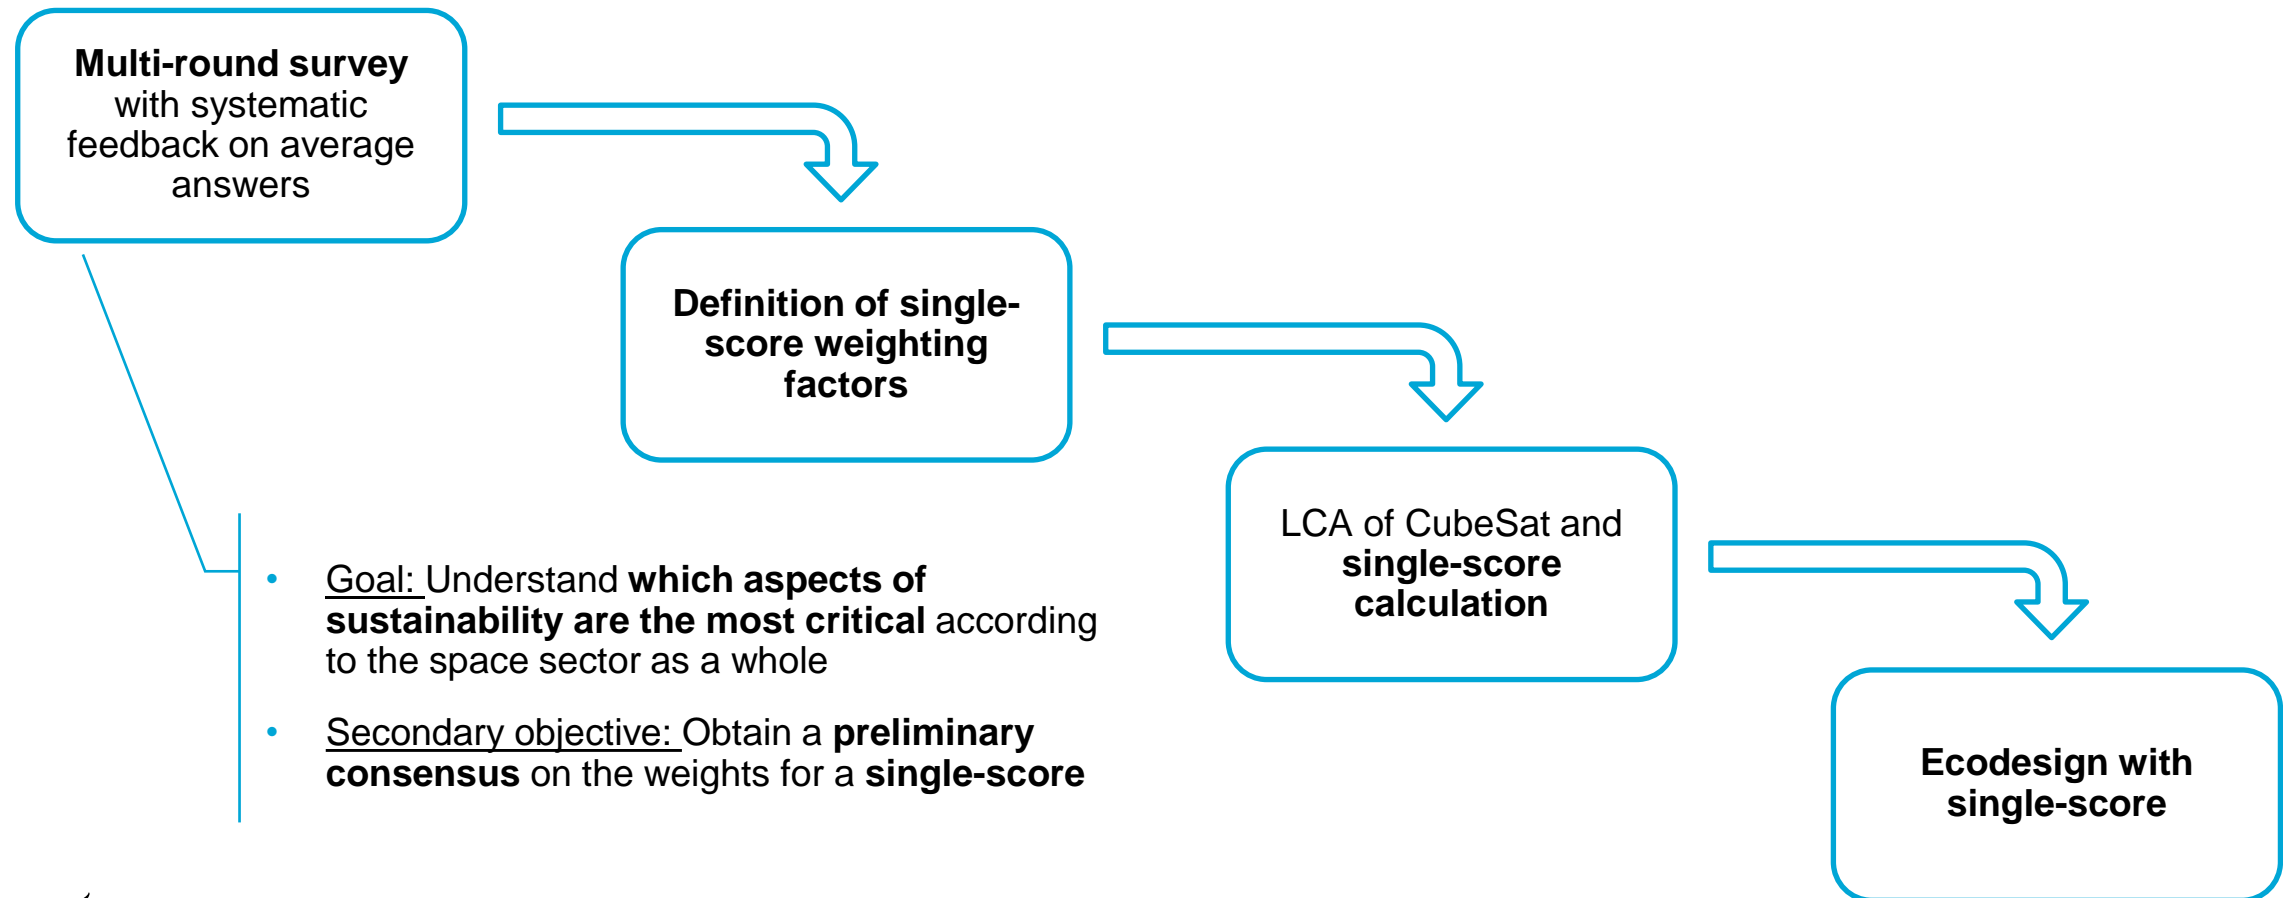 Multi-round survey
with systematic
feedback on average
answers
Definition of single-
score weighting
factors
LCA of CubeSat and
single-score
calculation
Ecodesign with
single-score
• Goal: Understand which aspects of
sustainability are the most critical according
to the space sector as a whole
• Secondary objective: Obtain a preliminary
consensus on the weights for a single-score